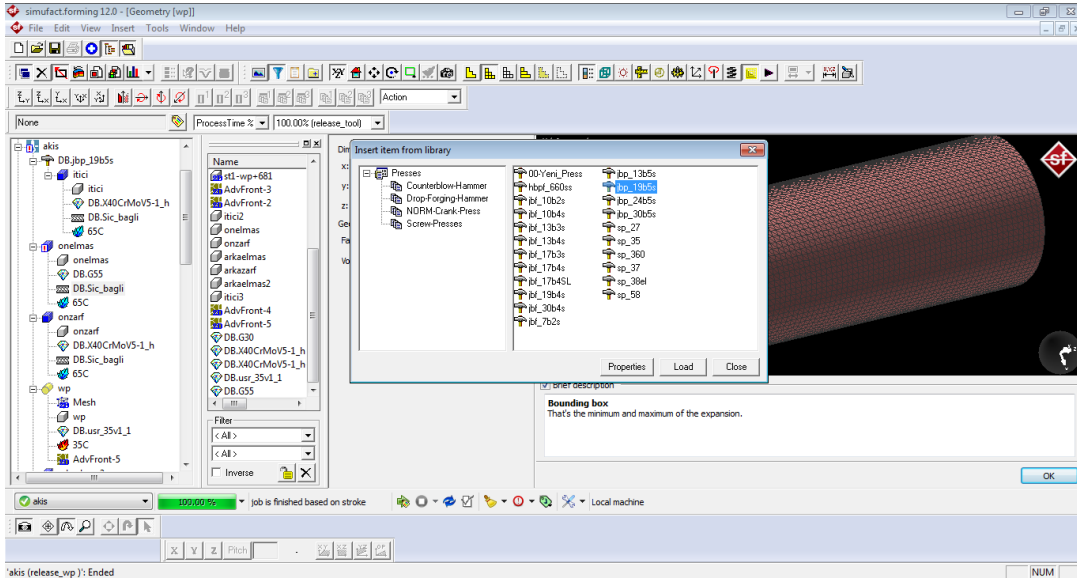 simufact.forming 12.0 - [Geometry [wp]]
File Edit View Insert Tools Window Help
Action
None
ProcessTime %
100.00% (release_tool)
akis
DB.jbp_19b5s
itici
itici
DB.X40CrMoV5-1_h
DB.Sic_bagli
65C
onelmas
onelmas
DB.G55
DB.Sic_bagli
65C
onzarf
onzarf
DB.X40CrMoV5-1_h
DB.Sic_bagli
65C
wp
Mesh
wp
DB.usr_35v1_1
35C
AdvFront-5
Name
st1-wp+681
AdvFront-3
AdvFront-2
itici2
onelmas
onzarf
arkaelmas
arkazarf
arkaelmas2
itici3
AdvFront-4
AdvFront-5
DB.G30
DB.X40CrMoV5-1_h
DB.X40CrMoV5-1_h
DB.usr_35v1_1
DB.G55
Filter
< All >
< All >
Inverse
x:
y:
z:
Insert item from library
Presses
Counterblow-Hammer
Drop-Forging-Hammer
NORM-Crank-Press
Screw-Presses
00-Yeni_Press
hbpf_660ss
jbf_10b2s
jbf_10b4s
jbf_13b3s
jbf_13b4s
jbf_17b3s
jbf_17b4s
jbf_17b4SL
jbf_19b4s
jbf_30b4s
jbf_7b2s
jbp_13b5s
jbp_19b5s
jbp_24b5s
jbp_30b5s
sp_27
sp_35
sp_360
sp_37
sp_38el
sp_58
Properties
Load
Close
sf
Brief description
Bounding box
That's the minimum and maximum of the expansion.
OK
akis
100.00 %
job is finished based on stroke
Local machine
X Y Z Pitch
'akis (release_wp )': Ended
NUM